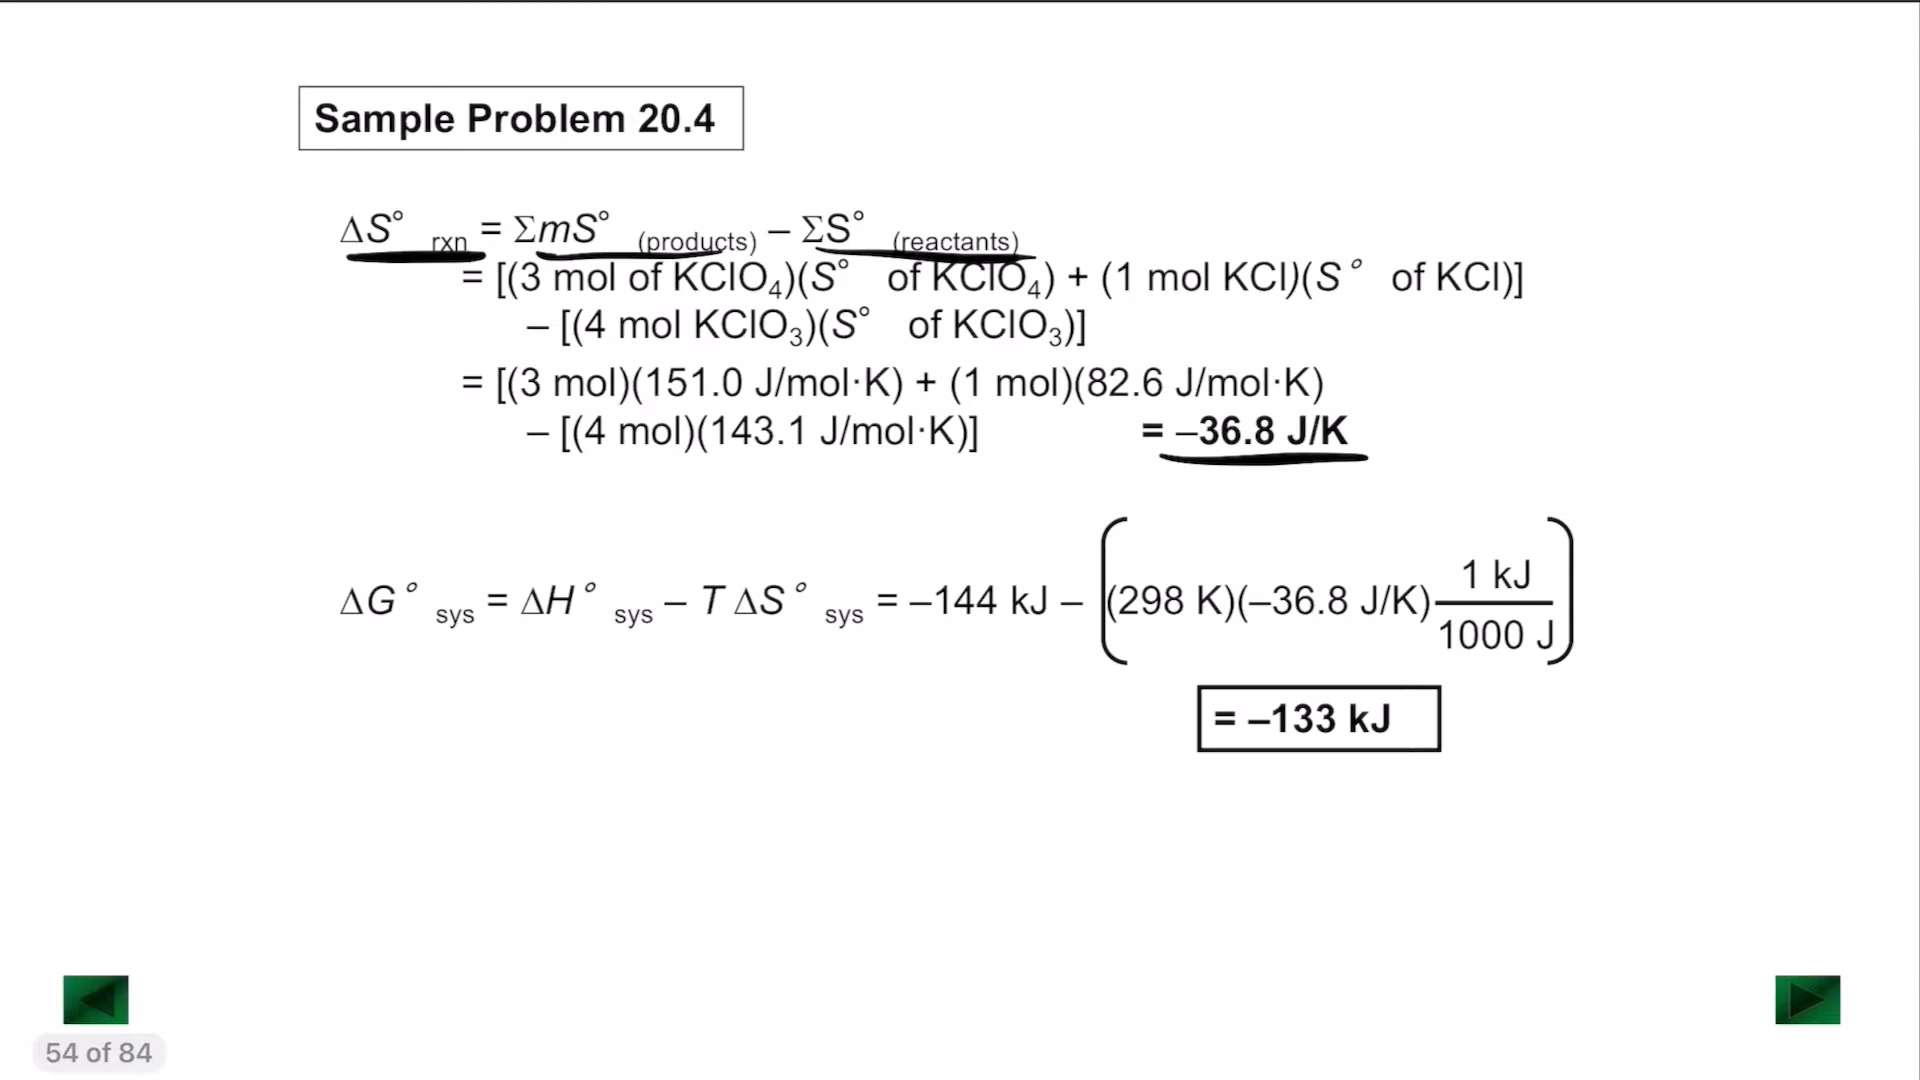 Sample Problem 20.4
ΔS° rxn = ΣmS° (products) – ΣS° (reactants)
= [(3 mol of KClO₄)(S° of KClO₄) + (1 mol KCl)(S° of KCl)]
– [(4 mol KClO₃)(S° of KClO₃)]
= [(3 mol)(151.0 J/mol·K) + (1 mol)(82.6 J/mol·K)
– [(4 mol)(143.1 J/mol·K)] = –36.8 J/K
ΔG° sys = ΔH° sys – T ΔS° sys = –144 kJ – ((298 K)(–36.8 J/K) 1 kJ / 1000 J)
= –133 kJ
54 of 84